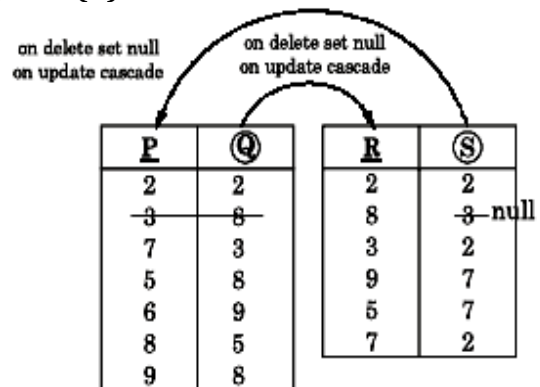 on delete set null
on update cascade
on delete set null
on update cascade
P Q R S
2 2 2 2
3 8 8 3 null
7 3 3 2
5 8 9 7
6 9 5 7
8 5 7 2
9 8